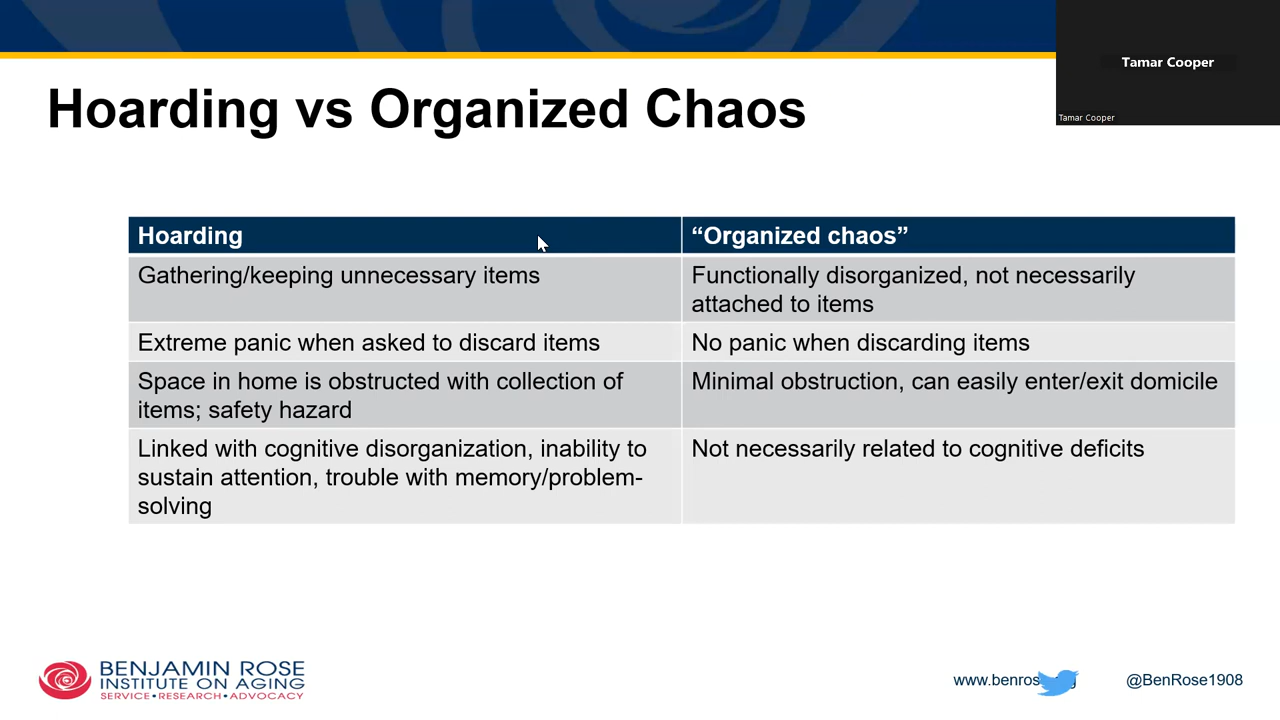 Tamar Cooper
Tamar Cooper
Hoarding vs Organized Chaos
Hoarding
“Organized chaos”
Gathering/keeping unnecessary items
Functionally disorganized, not necessarily
attached to items
Extreme panic when asked to discard items
No panic when discarding items
Space in home is obstructed with collection of
items; safety hazard
Minimal obstruction, can easily enter/exit domicile
Linked with cognitive disorganization, inability to
sustain attention, trouble with memory/problem-
solving
Not necessarily related to cognitive deficits
BENJAMIN ROSE
INSTITUTE ON AGING
SERVICE•RESEARCH•ADVOCACY
@BenRose1908